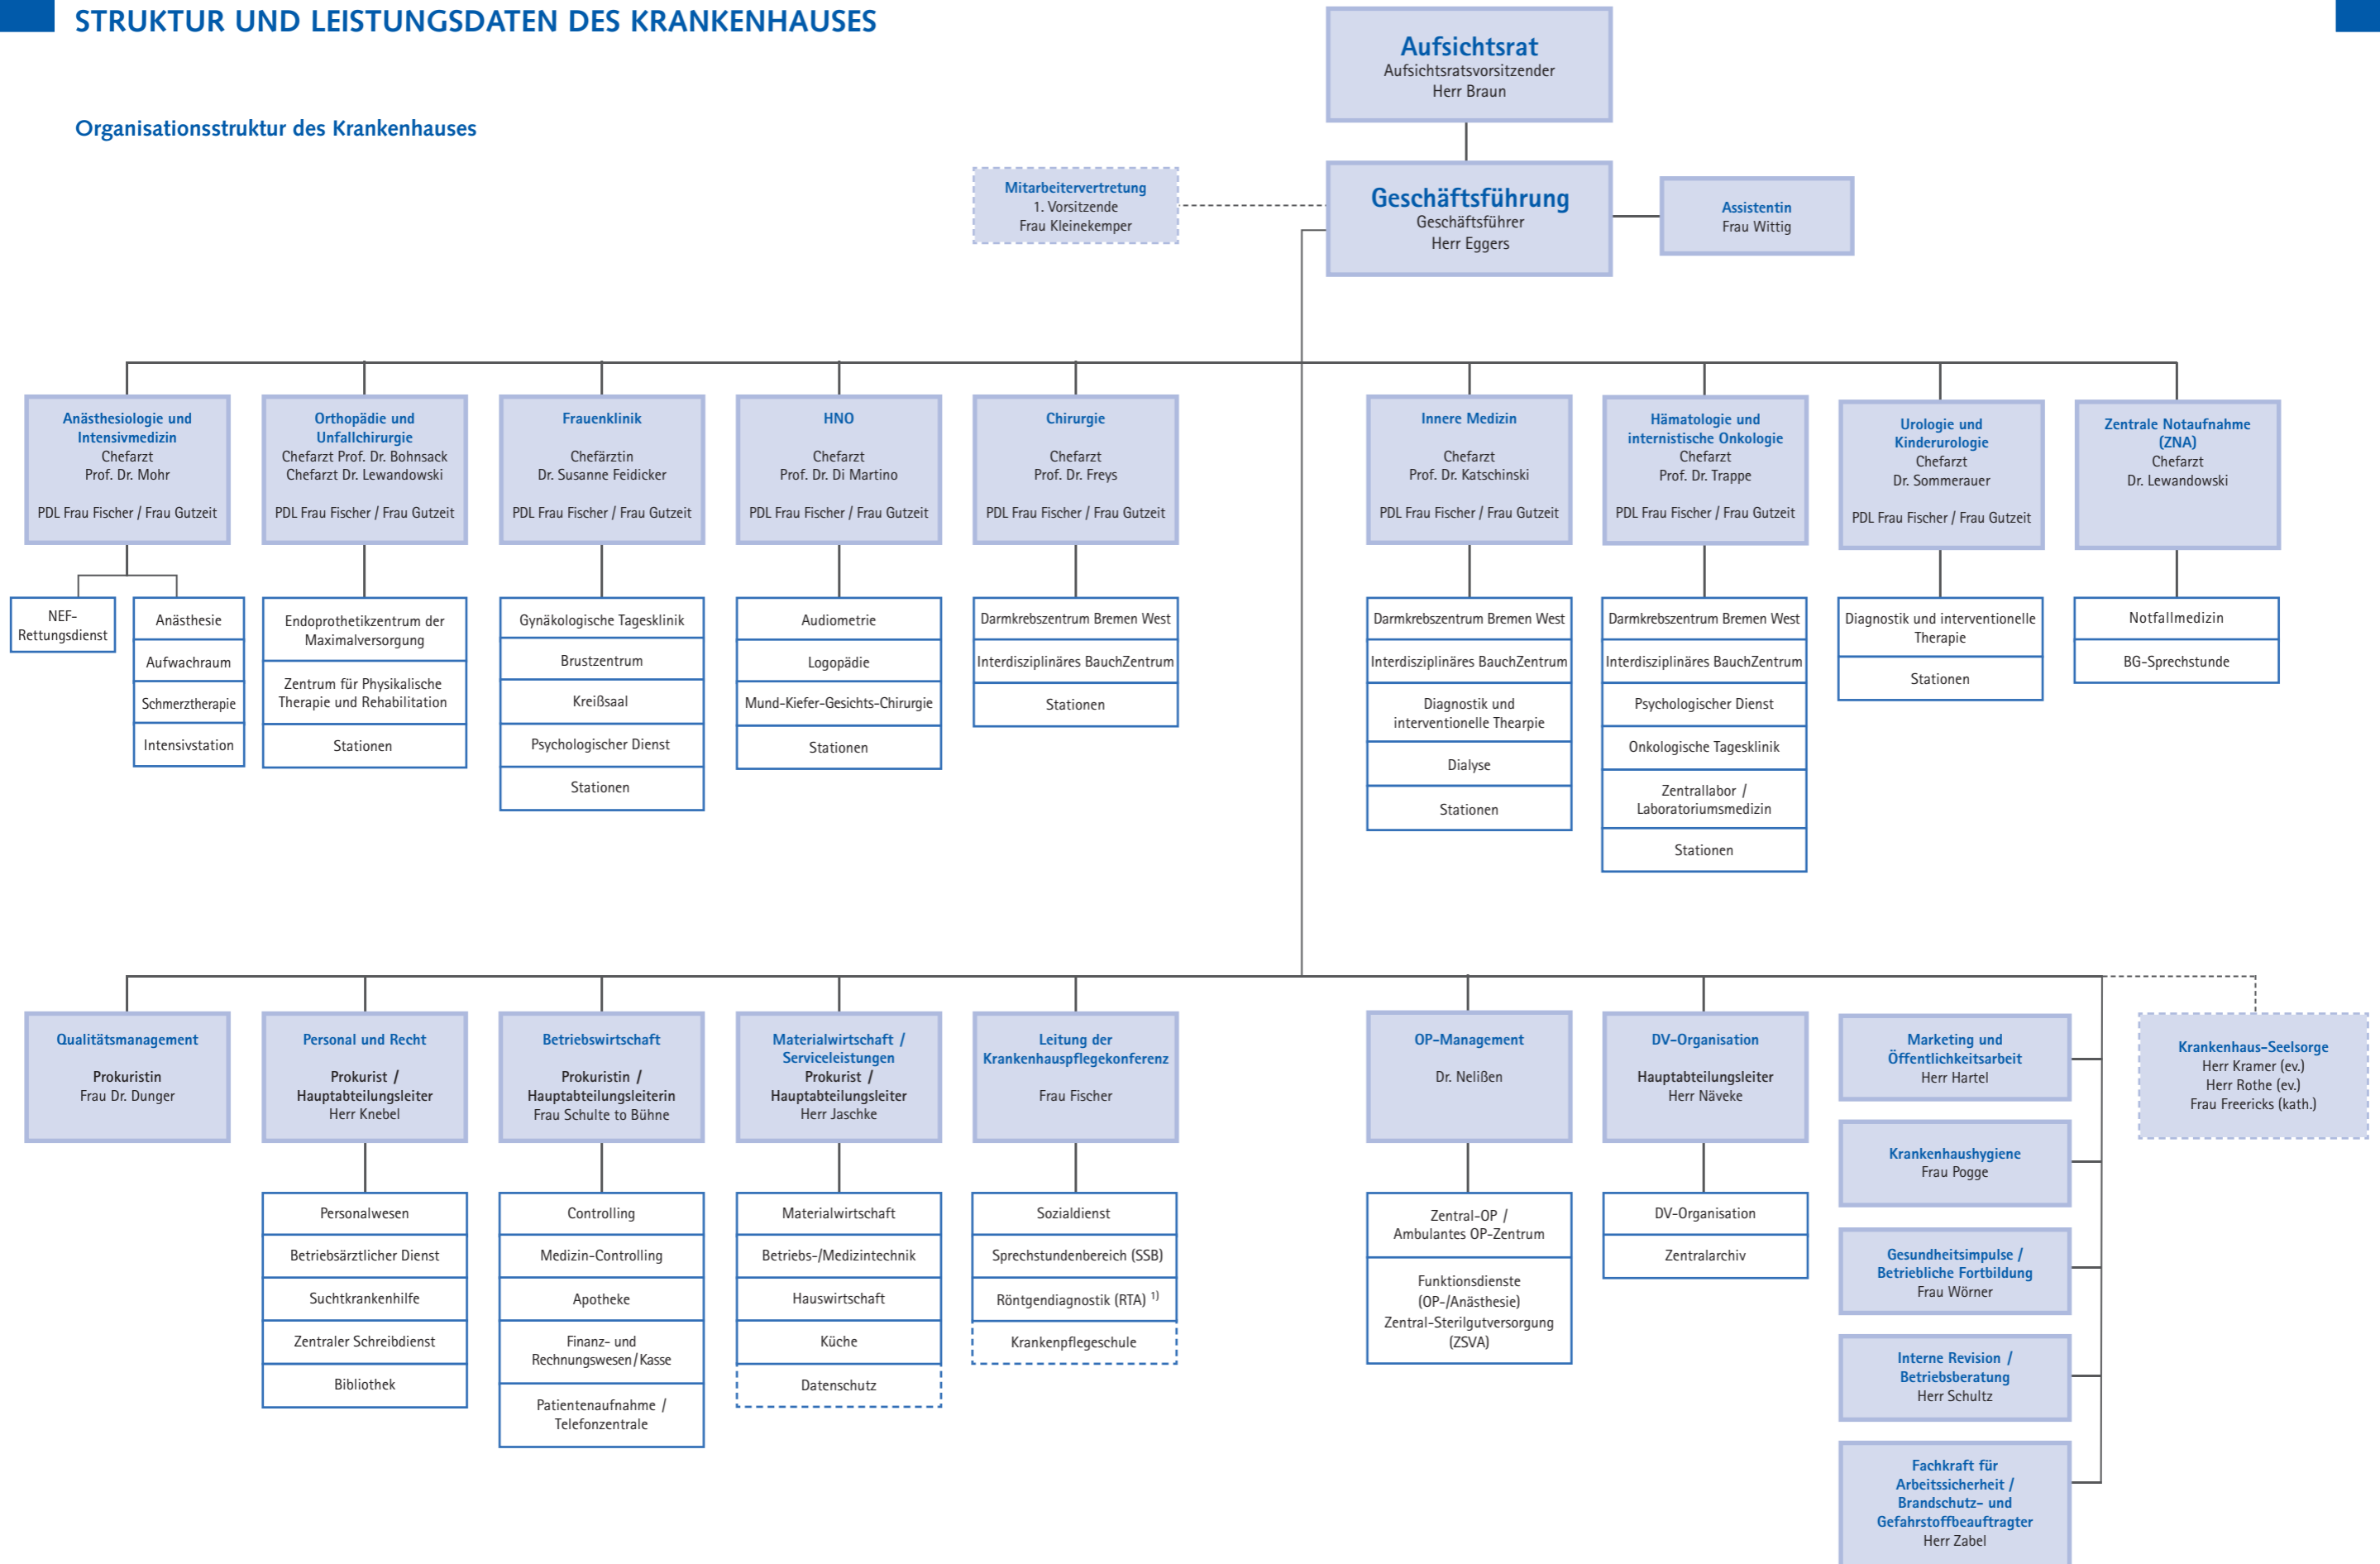 STRUKTUR UND LEISTUNGSDATEN DES KRANKENHAUSES
Organisationsstruktur des Krankenhauses
Aufsichtsrat
Aufsichtsratsvorsitzender
Herr Braun
Mitarbeitervertretung
1. Vorsitzende
Frau Kleinekemper
Geschäftsführung
Geschäftsführer
Herr Eggers
Assistentin
Frau Wittig
Anästhesiologie und
Intensivmedizin
Chefarzt
Prof. Dr. Mohr
PDL Frau Fischer / Frau Gutzeit
NEF-
Rettungsdienst
Anästhesie
Aufwachraum
Schmerztherapie
Intensivstation
Orthopädie und
Unfallchirurgie
Chefarzt Prof. Dr. Bohnsack
Chefarzt Dr. Lewandowski
PDL Frau Fischer / Frau Gutzeit
Endoprothetikzentrum der
Maximalversorgung
Zentrum für Physikalische
Therapie und Rehabilitation
Stationen
Frauenklinik
Chefärztin
Dr. Susanne Feidicker
PDL Frau Fischer / Frau Gutzeit
Gynäkologische Tagesklinik
Brustzentrum
Kreißsaal
Psychologischer Dienst
Stationen
HNO
Chefarzt
Prof. Dr. Di Martino
PDL Frau Fischer / Frau Gutzeit
Audiometrie
Logopädie
Mund-Kiefer-Gesichts-Chirurgie
Stationen
Chirurgie
Chefarzt
Prof. Dr. Freys
PDL Frau Fischer / Frau Gutzeit
Darmkrebszentrum Bremen West
Interdisziplinäres BauchZentrum
Stationen
Innere Medizin
Chefarzt
Prof. Dr. Katschinski
PDL Frau Fischer / Frau Gutzeit
Darmkrebszentrum Bremen West
Interdisziplinäres BauchZentrum
Diagnostik und
interventionelle Thearpie
Dialyse
Stationen
Hämatologie und
internistische Onkologie
Chefarzt
Prof. Dr. Trappe
PDL Frau Fischer / Frau Gutzeit
Darmkrebszentrum Bremen West
Interdisziplinäres BauchZentrum
Psychologischer Dienst
Onkologische Tagesklinik
Zentrallabor /
Laboratoriumsmedizin
Stationen
Urologie und
Kinderurologie
Chefarzt
Dr. Sommerauer
PDL Frau Fischer / Frau Gutzeit
Diagnostik und interventionelle
Therapie
Stationen
Zentrale Notaufnahme
(ZNA)
Chefarzt
Dr. Lewandowski
Notfallmedizin
BG-Sprechstunde
Qualitätsmanagement
Prokuristin
Frau Dr. Dunger
Personal und Recht
Prokurist /
Hauptabteilungsleiter
Herr Knebel
Personalwesen
Betriebsärztlicher Dienst
Suchtkrankenhilfe
Zentraler Schreibdienst
Bibliothek
Betriebswirtschaft
Prokuristin /
Hauptabteilungsleiterin
Frau Schulte to Bühne
Controlling
Medizin-Controlling
Apotheke
Finanz- und
Rechnungswesen/Kasse
Patientenaufnahme /
Telefonzentrale
Materialwirtschaft /
Serviceleistungen
Prokurist /
Hauptabteilungsleiter
Herr Jaschke
Materialwirtschaft
Betriebs-/Medizintechnik
Hauswirtschaft
Küche
Datenschutz
Leitung der
Krankenhauspflegekonferenz
Frau Fischer
Sozialdienst
Sprechstundenbereich (SSB)
Röntgendiagnostik (RTA) 1)
Krankenpflegeschule
OP-Management
Dr. Nelißen
Zentral-OP /
Ambulantes OP-Zentrum
Funktionsdienste
(OP-/Anästhesie)
Zentral-Sterilgutversorgung
(ZSVA)
DV-Organisation
Hauptabteilungsleiter
Herr Näveke
DV-Organisation
Zentralarchiv
Marketing und
Öffentlichkeitsarbeit
Herr Hartel
Krankenhaushygiene
Frau Pogge
Gesundheitsimpulse /
Betriebliche Fortbildung
Frau Wörner
Interne Revision /
Betriebsberatung
Herr Schultz
Fachkraft für
Arbeitssicherheit /
Brandschutz- und
Gefahrstoffbeauftragter
Herr Zabel
Krankenhaus-Seelsorge
Herr Kramer (ev.)
Herr Rothe (ev.)
Frau Freericks (kath.)